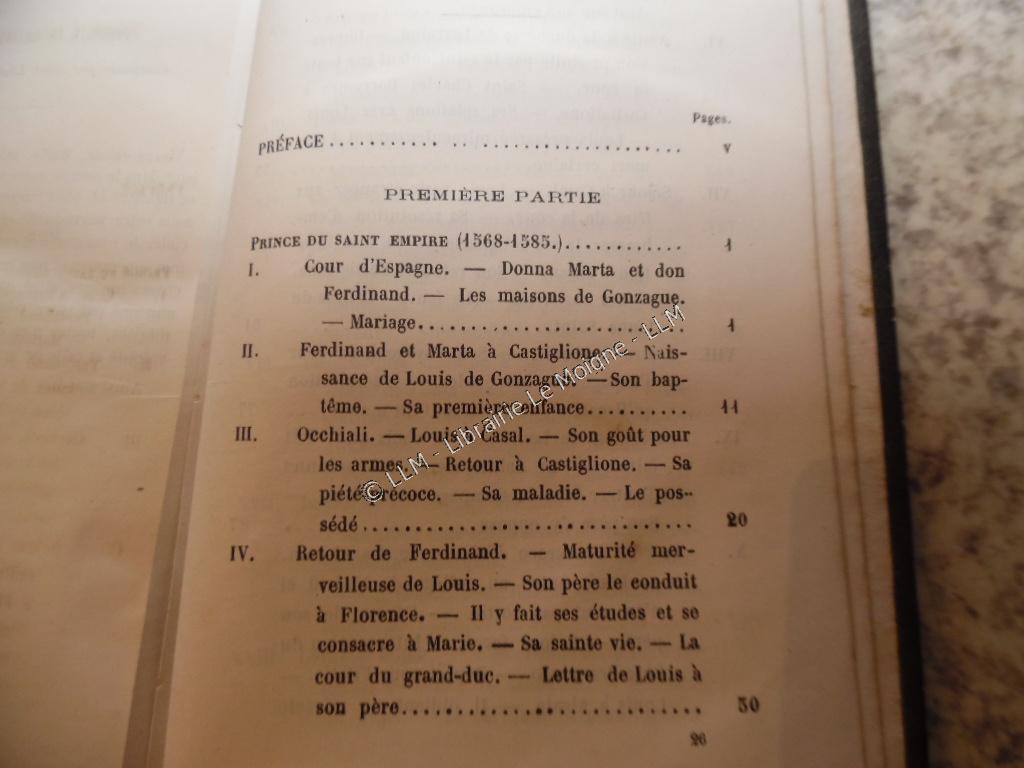 Pages.
PRÉFACE ........... .. .................... v
PREMIÈRE PARTIE
PRINCE DU SAINT EMPIRE (1568-1585.)............ 1
I. Cour d'Espagne. — Donna Marta et don
Ferdinand. — Les maisons de Gonzague.
— Mariage........................... 1
II. Ferdinand et Marta à Castiglione. — Nais-
sance de Louis de Gonzague. — Son bap-
tême. — Sa première enfance.......... 11
III. Occhiali. — Louis à Casal. — Son goût pour
les armes. — Retour à Castiglione. — Sa
piété précoce. — Sa maladie. — Le pos-
sédé................................ 20
IV. Retour de Ferdinand. — Maturité mer-
veilleuse de Louis. — Son père le conduit
à Florence. — Il y fait ses études et se
consacre à Marie. — Sa sainte vie. — La
cour du grand-duc. — Lettre de Louis à
son père............................. 30
26
© LLM - Librairie Le Moigne - LLM